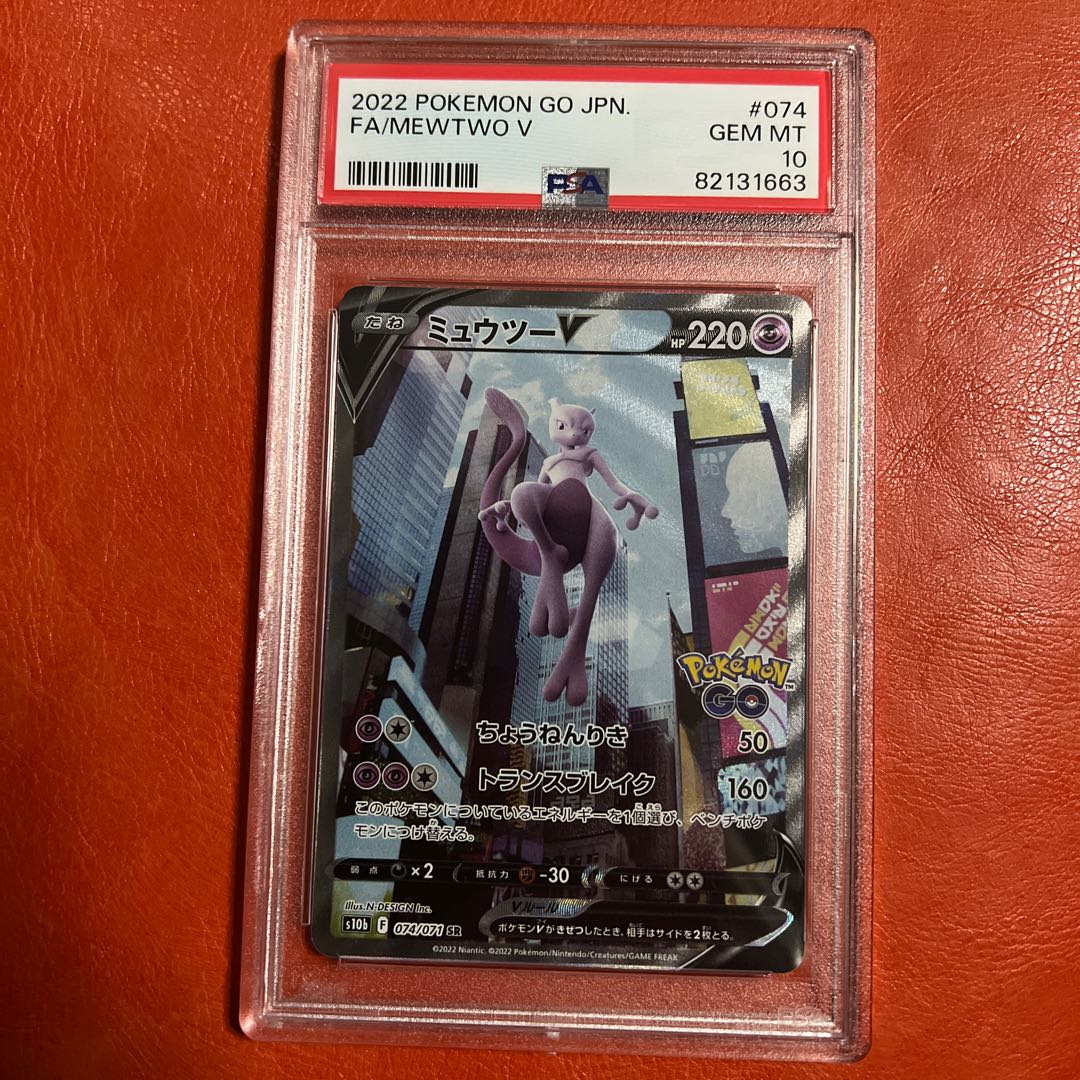 2022 POKEMON GO JPN. #074
FA/MEWTWO V GEM MT
10
82131663
PSA
たね ミュウツーV HP 220
Pokémon
GO™
ちょうねんりき 50
トランスブレイク 160
このポケモンについているエネルギーを1個選び、ベンチポケ
モンにつけ替える。
弱点 ×2 抵抗力 -30 にげる
Illus. N-DESIGN Inc.
Vルール
s10b F 074/071 SR ポケモンVがきぜつしたとき、相手はサイドを2枚とる。
©2022 Niantic. ©2022 Pokémon/Nintendo/Creatures/GAME FREAK